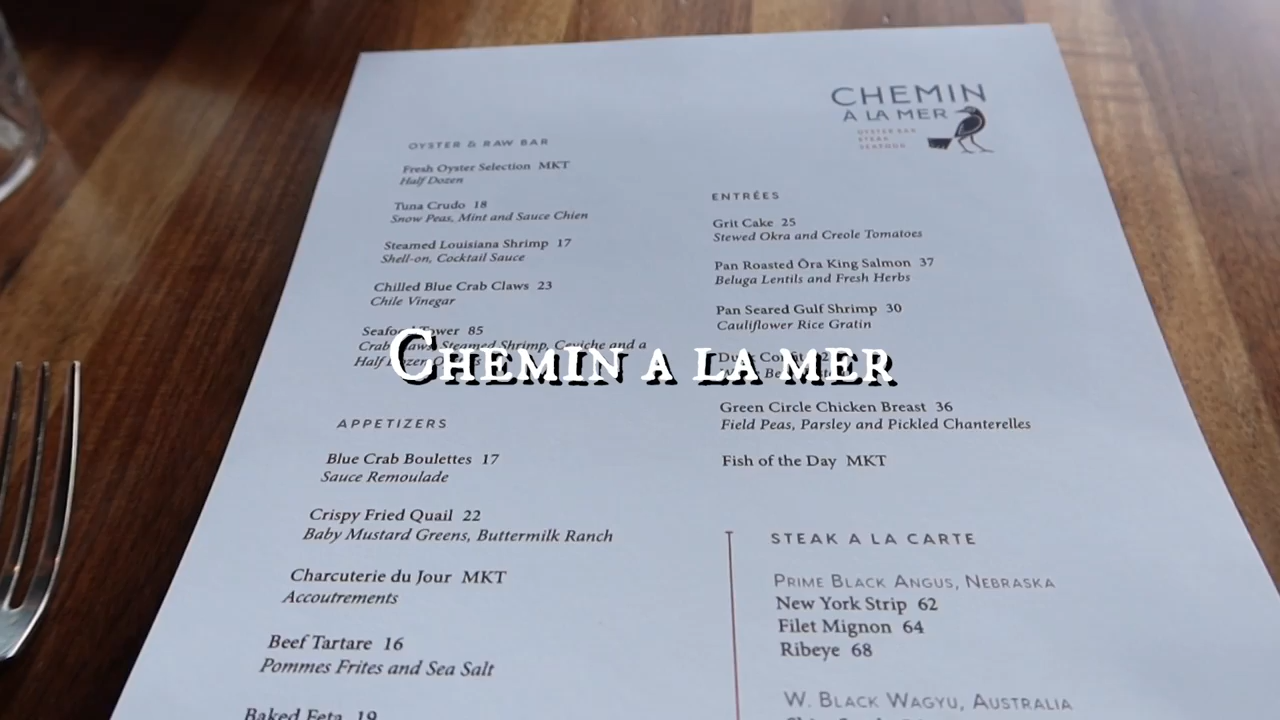 CHEMIN
A LA MER
OYSTER BAR
STEAK
SEAFOOD
OYSTER & RAW BAR
Fresh Oyster Selection MKT
Half Dozen
Tuna Crudo 18
Snow Peas, Mint and Sauce Chien
Steamed Louisiana Shrimp 17
Shell-on, Cocktail Sauce
Chilled Blue Crab Claws 23
Chile Vinegar
Seafood Tower 85
Crab Claws, Steamed Shrimp, Ceviche and a
Half Dozen
CHEMIN A LA MER
APPETIZERS
Blue Crab Boulettes 17
Sauce Remoulade
Crispy Fried Quail 22
Baby Mustard Greens, Buttermilk Ranch
Charcuterie du Jour MKT
Accoutrements
Beef Tartare 16
Pommes Frites and Sea Salt
Baked Feta 19
ENTRÉES
Grit Cake 25
Stewed Okra and Creole Tomatoes
Pan Roasted Ōra King Salmon 37
Beluga Lentils and Fresh Herbs
Pan Seared Gulf Shrimp 30
Cauliflower Rice Gratin
Duck
Green Circle Chicken Breast 36
Field Peas, Parsley and Pickled Chanterelles
Fish of the Day MKT
STEAK A LA CARTE
PRIME BLACK ANGUS, NEBRASKA
New York Strip 62
Filet Mignon 64
Ribeye 68
W. BLACK WAGYU, AUSTRALIA